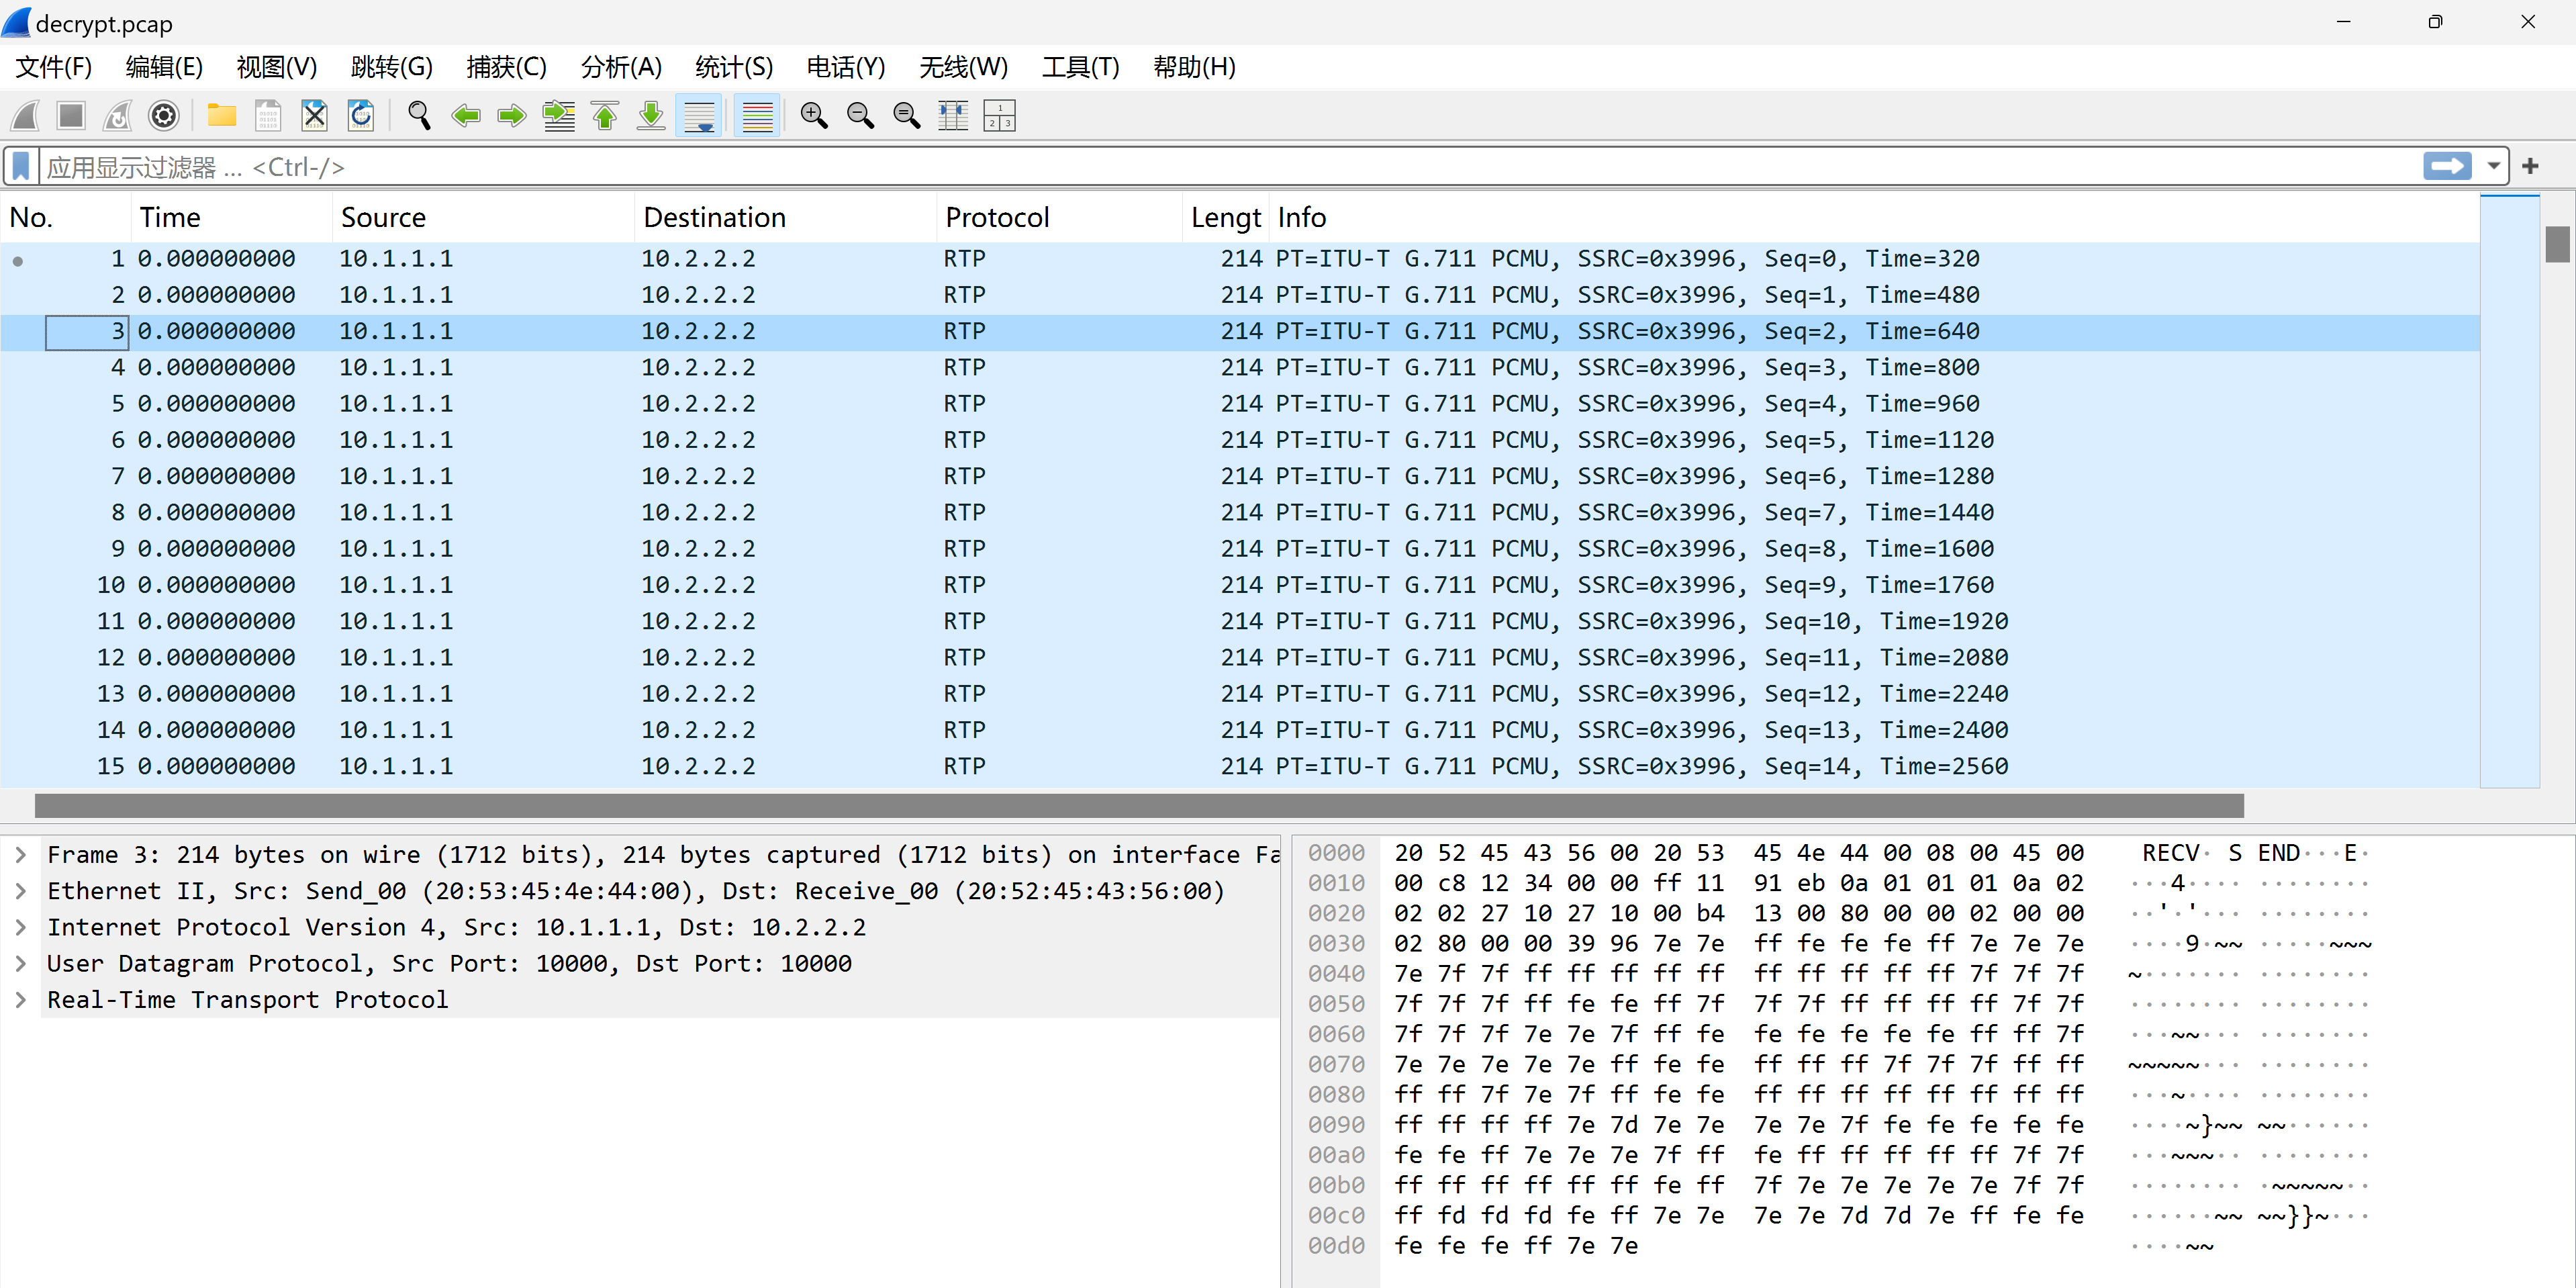 decrypt.pcap
文件(F) 编辑(E) 视图(V) 跳转(G) 捕获(C) 分析(A) 统计(S) 电话(Y) 无线(W) 工具(T) 帮助(H)
应用显示过滤器 … <Ctrl-/>
No. Time Source Destination Protocol Lengt Info
1 0.000000000 10.1.1.1 10.2.2.2 RTP 214 PT=ITU-T G.711 PCMU, SSRC=0x3996, Seq=0, Time=320
2 0.000000000 10.1.1.1 10.2.2.2 RTP 214 PT=ITU-T G.711 PCMU, SSRC=0x3996, Seq=1, Time=480
3 0.000000000 10.1.1.1 10.2.2.2 RTP 214 PT=ITU-T G.711 PCMU, SSRC=0x3996, Seq=2, Time=640
4 0.000000000 10.1.1.1 10.2.2.2 RTP 214 PT=ITU-T G.711 PCMU, SSRC=0x3996, Seq=3, Time=800
5 0.000000000 10.1.1.1 10.2.2.2 RTP 214 PT=ITU-T G.711 PCMU, SSRC=0x3996, Seq=4, Time=960
6 0.000000000 10.1.1.1 10.2.2.2 RTP 214 PT=ITU-T G.711 PCMU, SSRC=0x3996, Seq=5, Time=1120
7 0.000000000 10.1.1.1 10.2.2.2 RTP 214 PT=ITU-T G.711 PCMU, SSRC=0x3996, Seq=6, Time=1280
8 0.000000000 10.1.1.1 10.2.2.2 RTP 214 PT=ITU-T G.711 PCMU, SSRC=0x3996, Seq=7, Time=1440
9 0.000000000 10.1.1.1 10.2.2.2 RTP 214 PT=ITU-T G.711 PCMU, SSRC=0x3996, Seq=8, Time=1600
10 0.000000000 10.1.1.1 10.2.2.2 RTP 214 PT=ITU-T G.711 PCMU, SSRC=0x3996, Seq=9, Time=1760
11 0.000000000 10.1.1.1 10.2.2.2 RTP 214 PT=ITU-T G.711 PCMU, SSRC=0x3996, Seq=10, Time=1920
12 0.000000000 10.1.1.1 10.2.2.2 RTP 214 PT=ITU-T G.711 PCMU, SSRC=0x3996, Seq=11, Time=2080
13 0.000000000 10.1.1.1 10.2.2.2 RTP 214 PT=ITU-T G.711 PCMU, SSRC=0x3996, Seq=12, Time=2240
14 0.000000000 10.1.1.1 10.2.2.2 RTP 214 PT=ITU-T G.711 PCMU, SSRC=0x3996, Seq=13, Time=2400
15 0.000000000 10.1.1.1 10.2.2.2 RTP 214 PT=ITU-T G.711 PCMU, SSRC=0x3996, Seq=14, Time=2560
Frame 3: 214 bytes on wire (1712 bits), 214 bytes captured (1712 bits) on interface Fa
Ethernet II, Src: Send_00 (20:53:45:4e:44:00), Dst: Receive_00 (20:52:45:43:56:00)
Internet Protocol Version 4, Src: 10.1.1.1, Dst: 10.2.2.2
User Datagram Protocol, Src Port: 10000, Dst Port: 10000
Real-Time Transport Protocol
0000 20 52 45 43 56 00 20 53 45 4e 44 00 08 00 45 00 RECV· S END···E·
0010 00 c8 12 34 00 00 ff 11 91 eb 0a 01 01 01 0a 02 ···4···· ········
0020 02 02 27 10 27 10 00 b4 13 00 80 00 00 02 00 00 ··'·'··· ········
0030 02 80 00 00 39 96 7e 7e ff fe fe fe ff 7e 7e 7e ····9·~~ ·····~~~
0040 7e 7f 7f ff ff ff ff ff ff ff ff ff ff 7f 7f 7f ~······· ········
0050 7f 7f 7f ff fe fe ff 7f 7f 7f ff ff ff ff 7f 7f ········ ········
0060 7f 7f 7f 7e 7e 7f ff fe fe fe fe fe fe ff ff 7f ···~~··· ········
0070 7e 7e 7e 7e 7e ff fe fe ff ff ff 7f 7f 7f ff ff ~~~~~··· ········
0080 ff ff 7f 7e 7f ff fe fe ff ff ff ff ff ff ff ff ···~···· ········
0090 ff ff ff ff 7e 7d 7e 7e 7e 7e 7f fe fe fe fe fe ····~}~~ ~~······
00a0 fe fe ff 7e 7e 7e 7f ff fe ff ff ff ff ff 7f 7f ···~~~·· ········
00b0 ff ff ff ff ff ff fe ff 7f 7e 7e 7e 7e 7e 7f 7f ········ ·~~~~~··
00c0 ff fd fd fd fe ff 7e 7e 7e 7e 7d 7d 7e ff fe fe ······~~ ~~}}~···
00d0 fe fe fe ff 7e 7e ····~~